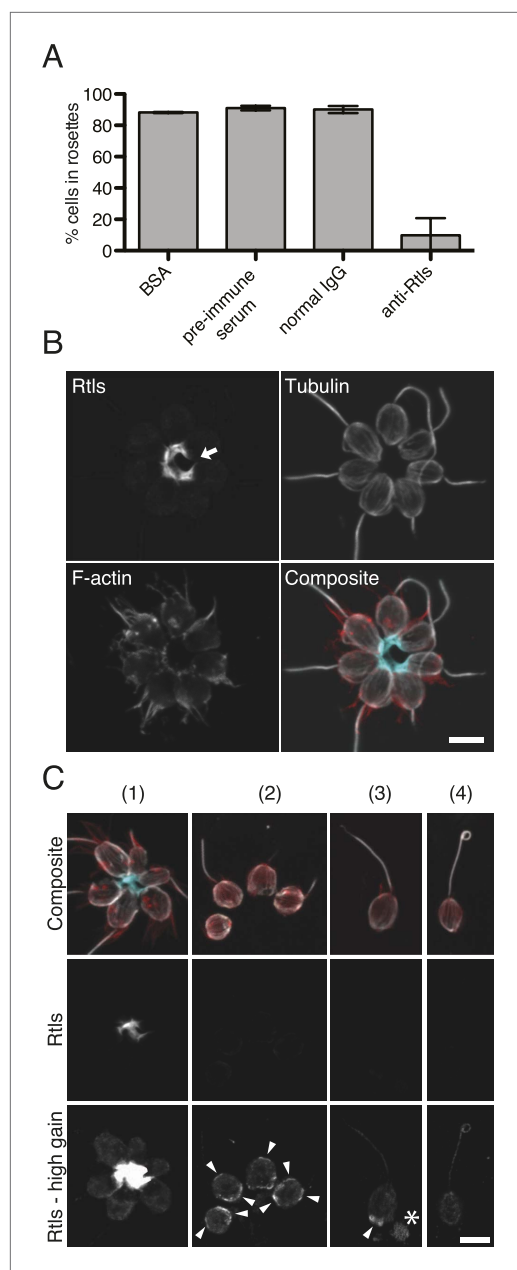 A
% cells in rosettes
100
80
60
40
20
0
BSA
pre-immune
serum
normal IgG
anti-Rtls
B
Rtls
Tubulin
F-actin
Composite
C
(1)
(2)
(3)
(4)
Composite
Rtls
Rtls - high gain
*